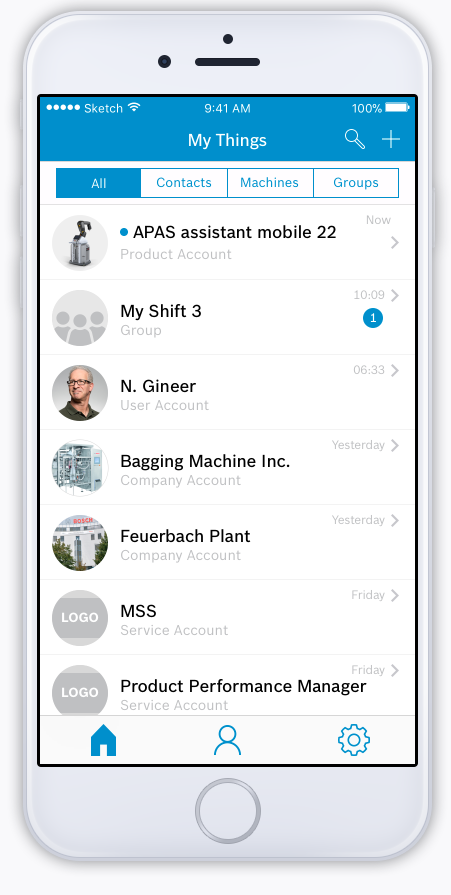 Sketch 9:41 AM 100%
My Things
All Contacts Machines Groups
Now
APAS assistant mobile 22
Product Account
10:09
My Shift 3
1
Group
06:33
N. Gineer
User Account
Yesterday
Bagging Machine Inc.
Company Account
Yesterday
BOSCH
Feuerbach Plant
Company Account
Friday
LOGO
MSS
Service Account
Friday
LOGO
Product Performance Manager
Service Account